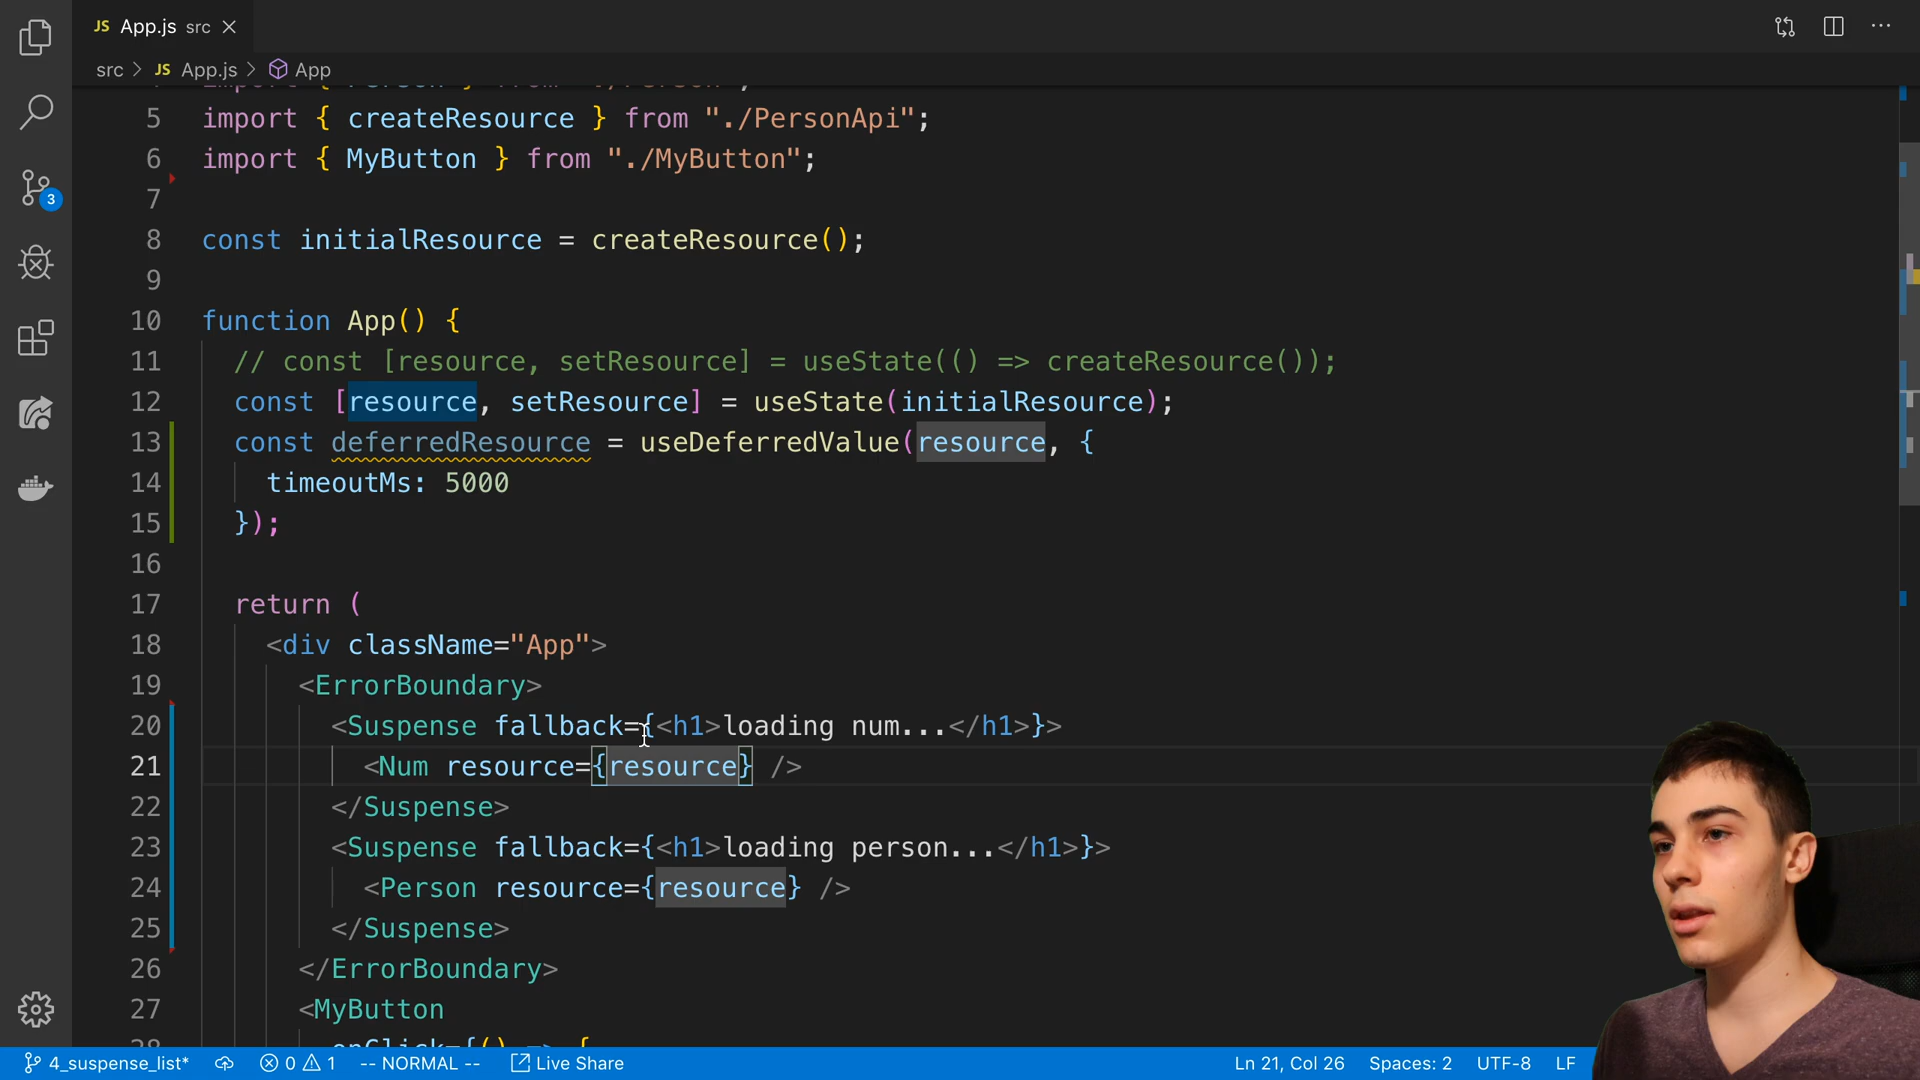 JS App.js src
src > JS App.js > App
5 import { createResource } from "./PersonApi";
6 import { MyButton } from "./MyButton";
7
8 const initialResource = createResource();
9
10 function App() {
11 // const [resource, setResource] = useState(() => createResource());
12 const [resource, setResource] = useState(initialResource);
13 const deferredResource = useDeferredValue(resource, {
14 timeoutMs: 5000
15 });
16
17 return (
18 <div className="App">
19 <ErrorBoundary>
20 <Suspense fallback={<h1>loading num...</h1>}>
21 <Num resource={resource} />
22 </Suspense>
23 <Suspense fallback={<h1>loading person...</h1>}>
24 <Person resource={resource} />
25 </Suspense>
26 </ErrorBoundary>
27 <MyButton
3
4_suspense_list* 0 1 -- NORMAL -- Live Share Ln 21, Col 26 Spaces: 2 UTF-8 LF